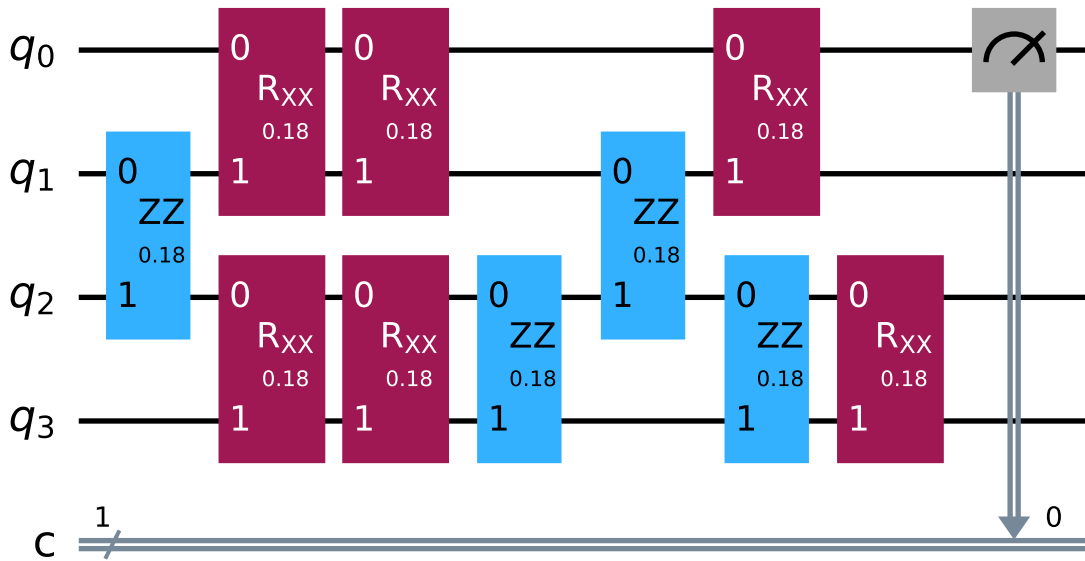 q0 0 0 0
RXX RXX RXX
0.18 0.18 0.18
q1 0 1 1 0 1
ZZ ZZ
0.18 0.18
q2 1 0 0 0 1 0 0
RXX RXX ZZ ZZ RXX
0.18 0.18 0.18 0.18 0.18
q3 1 1 1 1 1
1 0
c